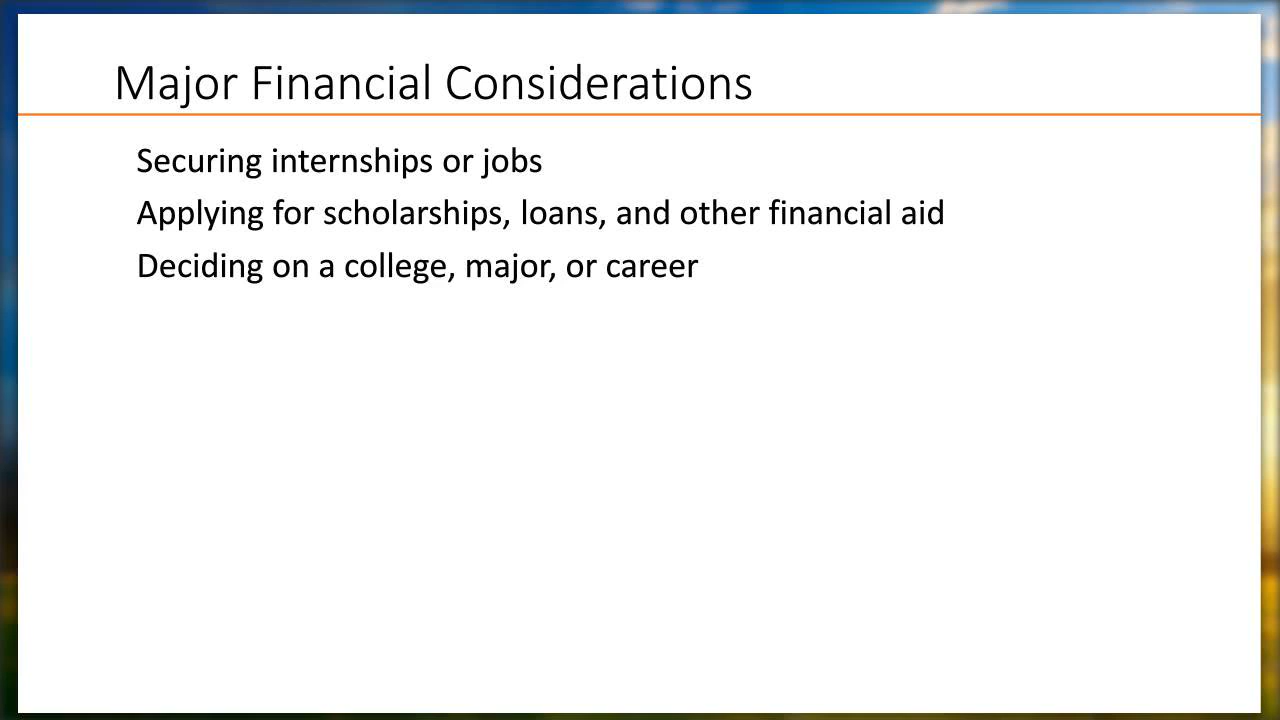 Major Financial Considerations
Securing internships or jobs
Applying for scholarships, loans, and other financial aid
Deciding on a college, major, or career